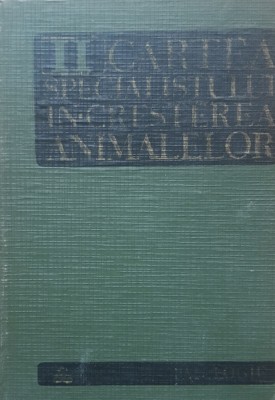 II CARTEA
SPECIALISTULUI
IN CRESTEREA
ANIMALELOR